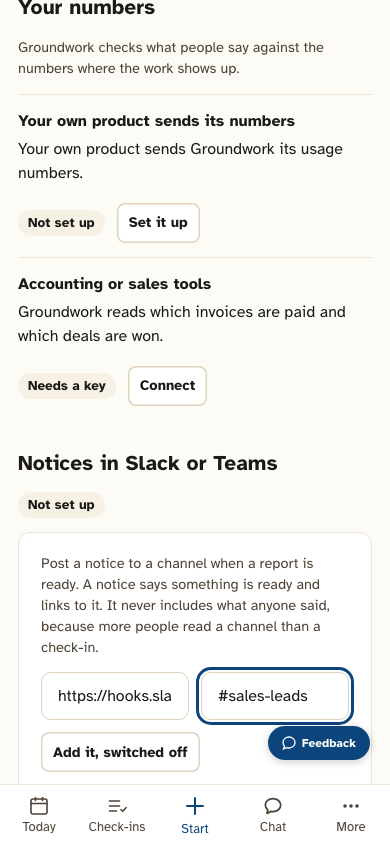 Your numbers
Groundwork checks what people say against the
numbers where the work shows up.
Your own product sends its numbers
Your own product sends Groundwork its usage
numbers.
Not set up
Set it up
Accounting or sales tools
Groundwork reads which invoices are paid and
which deals are won.
Needs a key
Connect
Notices in Slack or Teams
Not set up
Post a notice to a channel when a report is
ready. A notice says something is ready and
links to it. It never includes what anyone said,
because more people read a channel than a
check-in.
https://hooks.sla
#sales-leads
Add it, switched off
Feedback
Today
Check-ins
Start
Chat
More